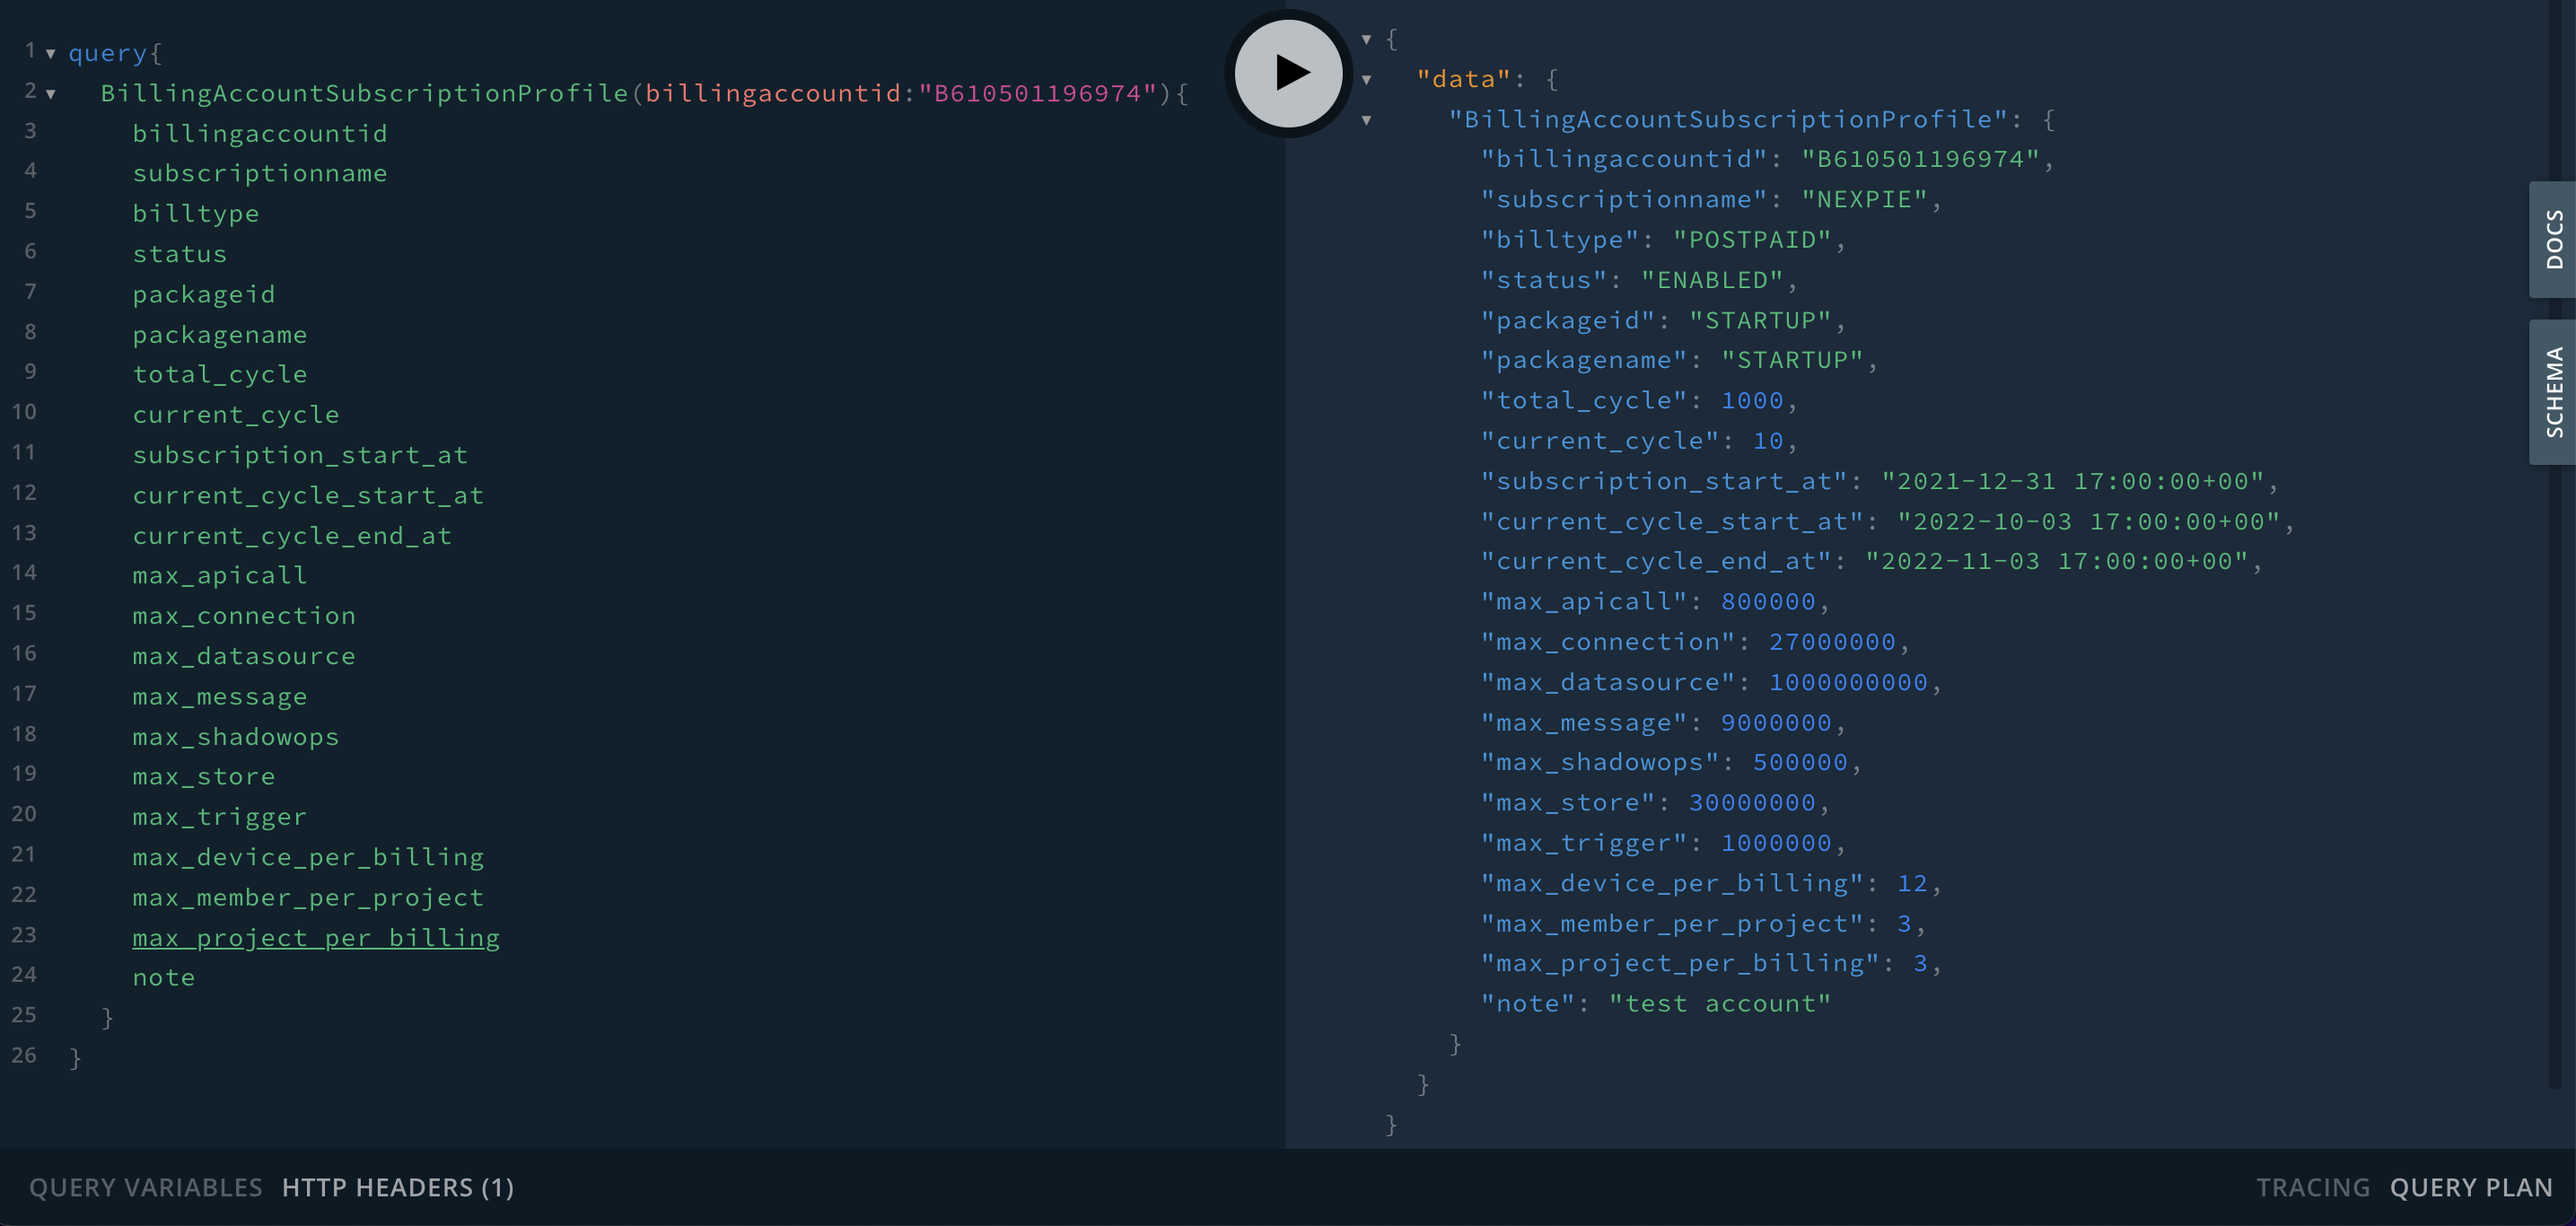 1 ▼ query{
2 ▼ BillingAccountSubscriptionProfile(billingaccountid:"B610501196974"){
3 billingaccountid
4 subscriptionname
5 billtype
6 status
7 packageid
8 packagename
9 total_cycle
10 current_cycle
11 subscription_start_at
12 current_cycle_start_at
13 current_cycle_end_at
14 max_apicall
15 max_connection
16 max_datasource
17 max_message
18 max_shadowops
19 max_store
20 max_trigger
21 max_device_per_billing
22 max_member_per_project
23 max_project_per_billing
24 note
25 }
26 }
▼ {
▼ "data": {
▼ "BillingAccountSubscriptionProfile": {
"billingaccountid": "B610501196974",
"subscriptionname": "NEXPIE",
"billtype": "POSTPAID",
"status": "ENABLED",
"packageid": "STARTUP",
"packagename": "STARTUP",
"total_cycle": 1000,
"current_cycle": 10,
"subscription_start_at": "2021-12-31 17:00:00+00",
"current_cycle_start_at": "2022-10-03 17:00:00+00",
"current_cycle_end_at": "2022-11-03 17:00:00+00",
"max_apicall": 800000,
"max_connection": 27000000,
"max_datasource": 1000000000,
"max_message": 9000000,
"max_shadowops": 500000,
"max_store": 30000000,
"max_trigger": 1000000,
"max_device_per_billing": 12,
"max_member_per_project": 3,
"max_project_per_billing": 3,
"note": "test account"
}
}
}
DOCS
SCHEMA
QUERY VARIABLES HTTP HEADERS (1)
TRACING QUERY PLAN